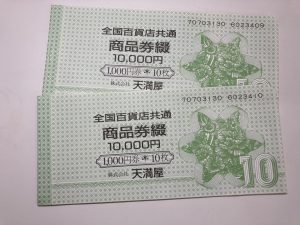 70703130 6023409
全国百貨店共通
商品券綴
10,000円
1,000円券✱10枚
株式会社 天満屋
70703130 6023410
全国百貨店共通
商品券綴
10,000円
1,000円券✱10枚
株式会社 天満屋
10